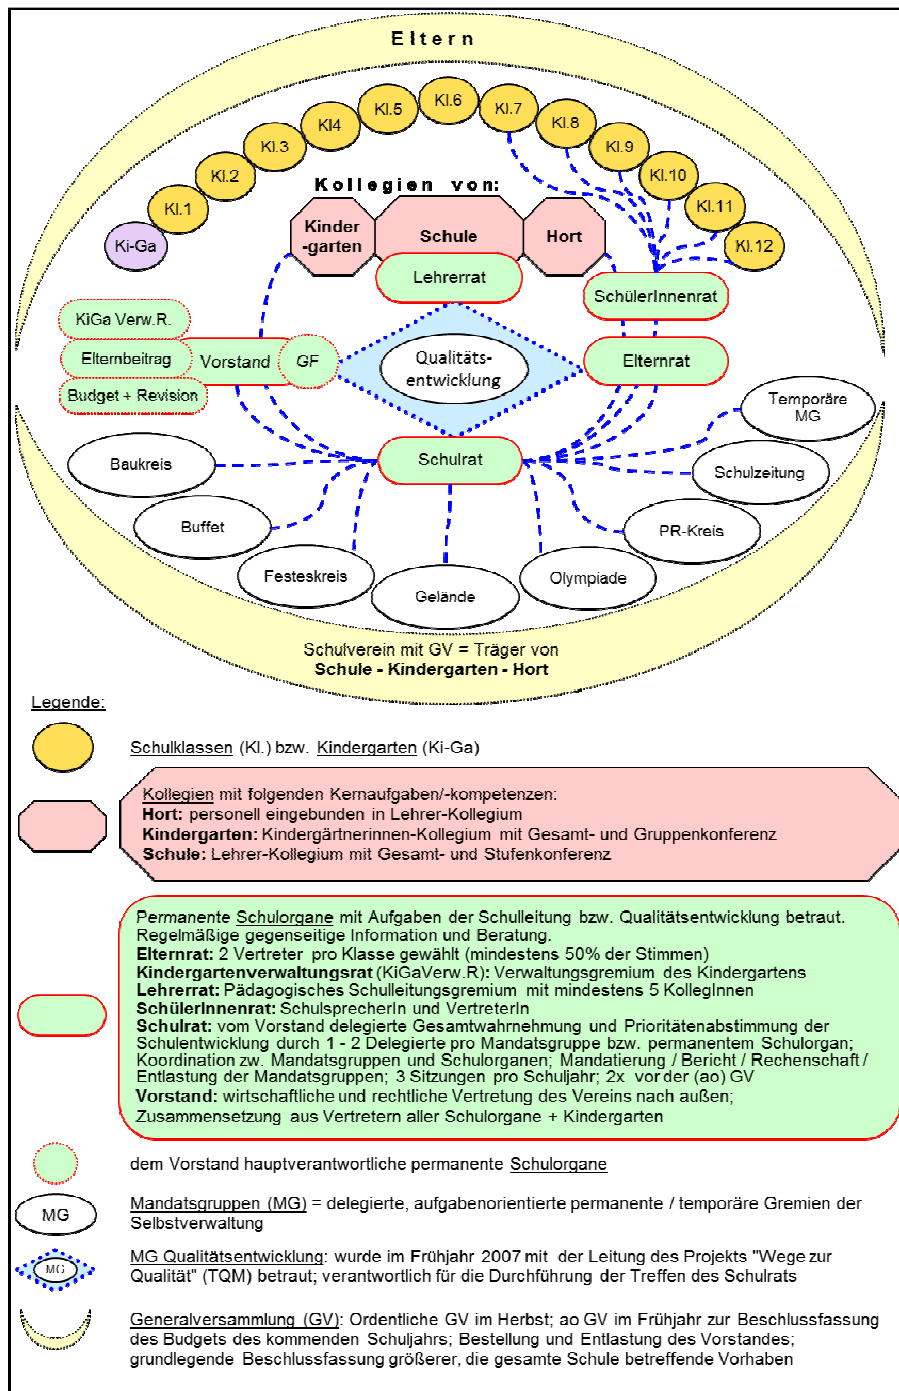 Eltern
Kl.6
Kl.5
Kl.7
Kl4
Kl.8
Kl.3
Kl.9
Kl.2
Kl.10
Kl.1
Kl.11
Ki-Ga
Kl.12
Kollegien von:
Kinder
-garten
Schule
Hort
Lehrerrat
SchülerInnenrat
KiGa Verw.R.
Elternbeitrag
Vorstand
GF
Budget + Revision
Qualitäts-
entwicklung
Elternrat
Temporäre
MG
Schulrat
Baukreis
Schulzeitung
Buffet
PR-Kreis
Festeskreis
Olympiade
Gelände
Schulverein mit GV = Träger von
Schule - Kindergarten - Hort
Legende:
Schulklassen (Kl.) bzw. Kindergarten (Ki-Ga)
Kollegien mit folgenden Kernaufgaben/-kompetenzen:
Hort: personell eingebunden in Lehrer-Kollegium
Kindergarten: Kindergärtnerinnen-Kollegium mit Gesamt- und Gruppenkonferenz
Schule: Lehrer-Kollegium mit Gesamt- und Stufenkonferenz
Permanente Schulorgane mit Aufgaben der Schulleitung bzw. Qualitätsentwicklung betraut.
Regelmäßige gegenseitige Information und Beratung.
Elternrat: 2 Vertreter pro Klasse gewählt (mindestens 50% der Stimmen)
Kindergartenverwaltungsrat (KiGaVerw.R): Verwaltungsgremium des Kindergartens
Lehrerrat: Pädagogisches Schulleitungsgremium mit mindestens 5 KollegInnen
SchülerInnenrat: SchulsprecherIn und VertreterIn
Schulrat: vom Vorstand delegierte Gesamtwahrnehmung und Prioritätenabstimmung der
Schulentwicklung durch 1 - 2 Delegierte pro Mandatsgruppe bzw. permanentem Schulorgan;
Koordination zw. Mandatsgruppen und Schulorganen; Mandatierung / Bericht / Rechenschaft /
Entlastung der Mandatsgruppen; 3 Sitzungen pro Schuljahr; 2x vor der (ao) GV
Vorstand: wirtschaftliche und rechtliche Vertretung des Vereins nach außen;
Zusammensetzung aus Vertretern aller Schulorgane + Kindergarten
dem Vorstand hauptverantwortliche permanente Schulorgane
MG
Mandatsgruppen (MG) = delegierte, aufgabenorientierte permanente / temporäre Gremien der
Selbstverwaltung
MG
MG Qualitätsentwicklung: wurde im Frühjahr 2007 mit der Leitung des Projekts "Wege zur
Qualität" (TQM) betraut; verantwortlich für die Durchführung der Treffen des Schulrats
Generalversammlung (GV): Ordentliche GV im Herbst; ao GV im Frühjahr zur Beschlussfassung
des Budgets des kommenden Schuljahrs; Bestellung und Entlastung des Vorstandes;
grundlegende Beschlussfassung größerer, die gesamte Schule betreffende Vorhaben